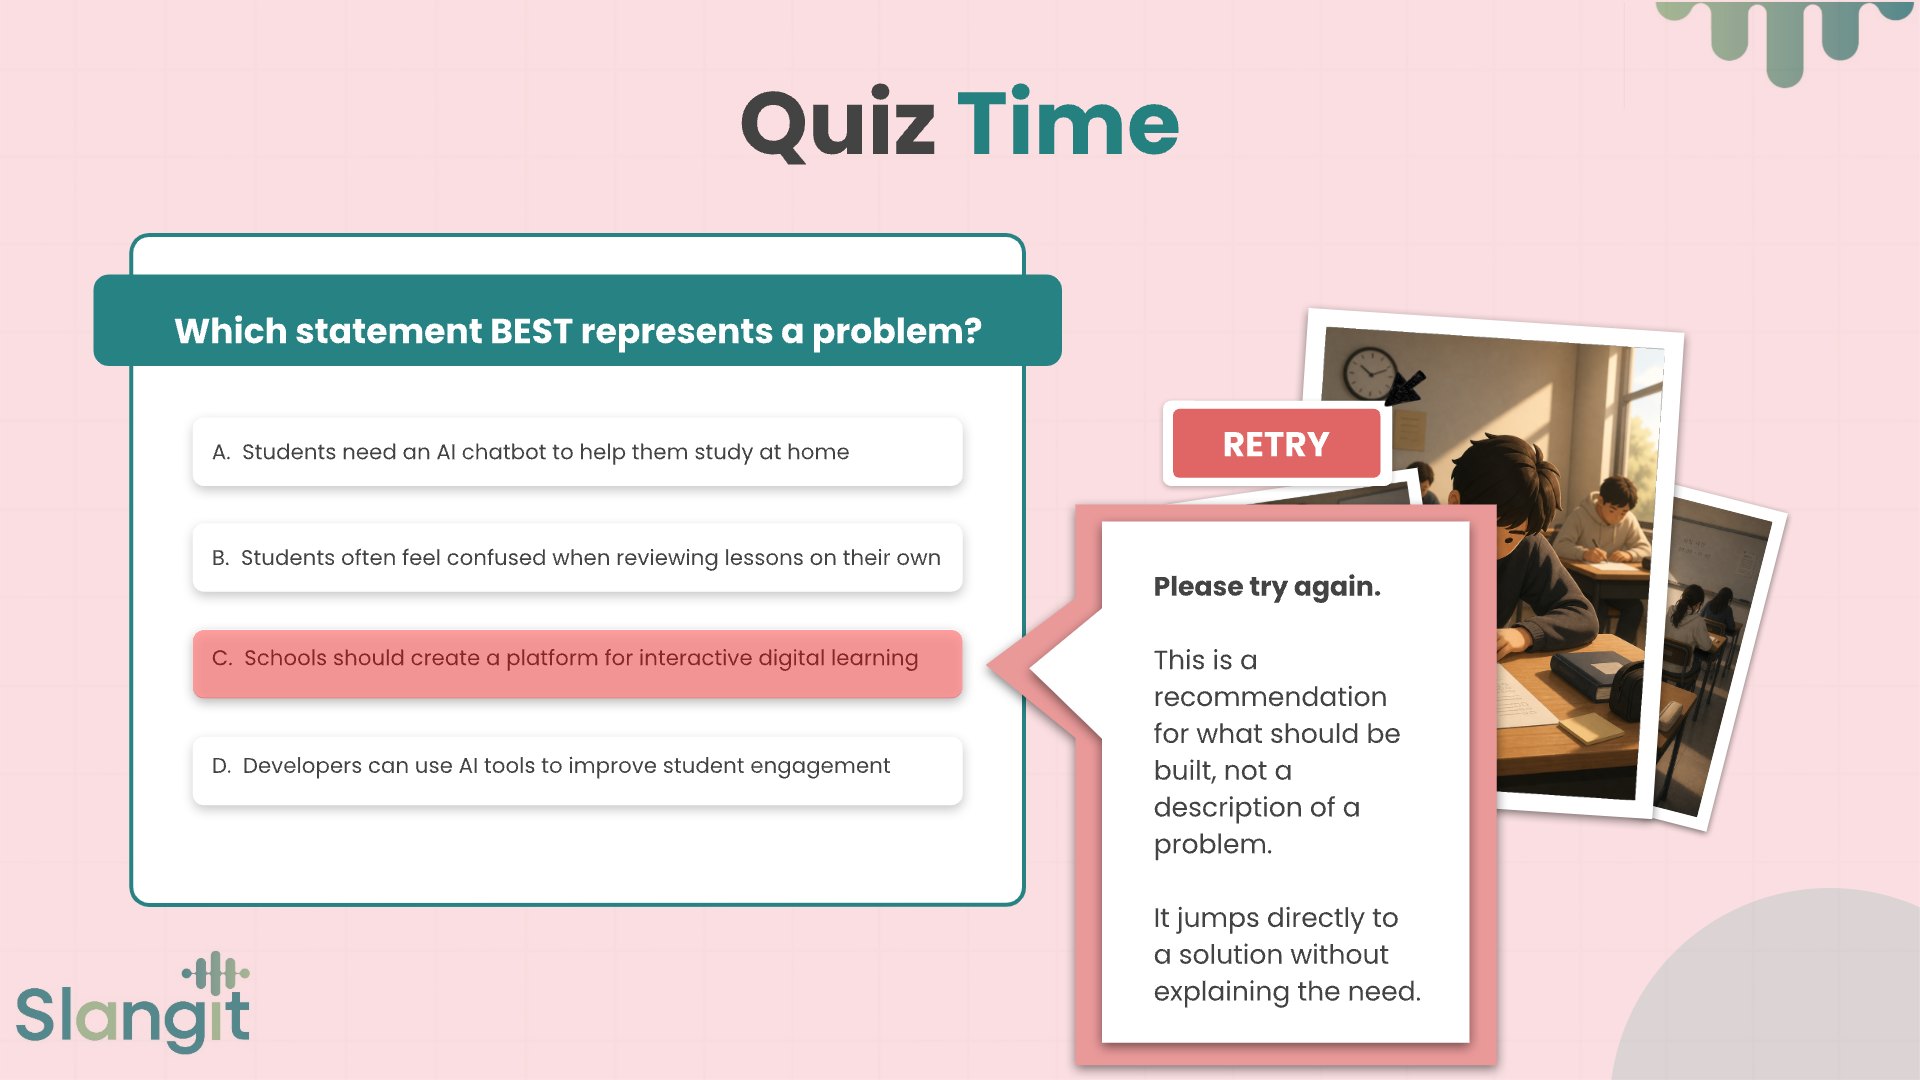 Quiz Time
Which statement BEST represents a problem?
A. Students need an AI chatbot to help them study at home
B. Students often feel confused when reviewing lessons on their own
C. Schools should create a platform for interactive digital learning
D. Developers can use AI tools to improve student engagement
RETRY
Please try again.
This is a
recommendation
for what should be
built, not a
description of a
problem.
It jumps directly to
a solution without
explaining the need.
Slangit